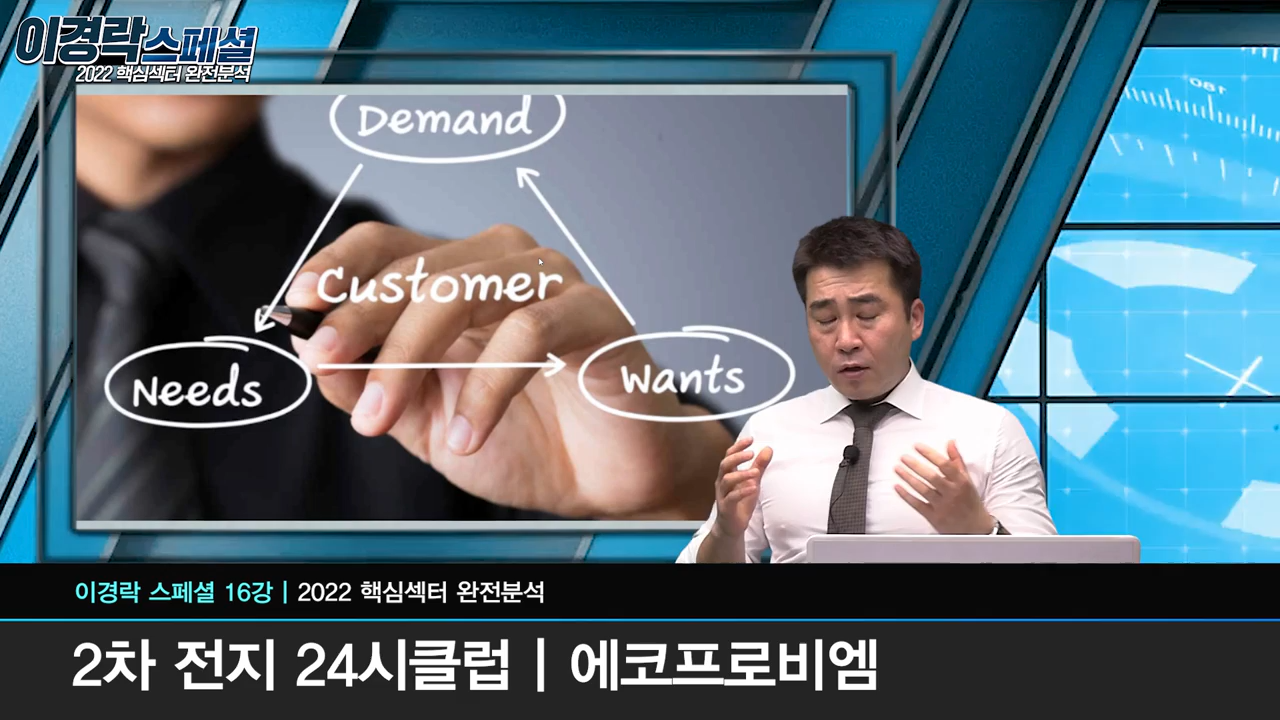 이경락스페셜
2022 핵심섹터 완전분석
180
Demand
Customer
Needs
Wants
이경락 스페셜 16강 | 2022 핵심섹터 완전분석
2차 전지 24시클럽 | 에코프로비엠